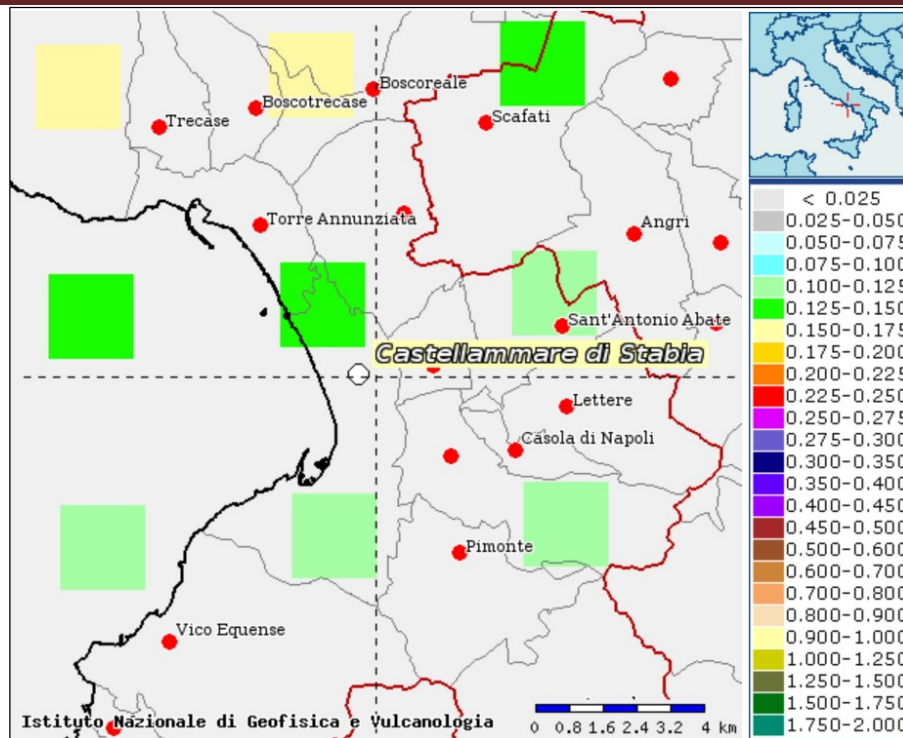 Boscoreale
Boscotrecase
Trecase
Scafati
Torre Annunziata
Angri
Sant'Antonio Abate
Castellammare di Stabia
Lettere
Casola di Napoli
Pimonte
Vico Equense
Istituto Nazionale di Geofisica e Vulcanologia
0 0.8 1.6 2.4 3.2 4 km
< 0.025
0.025-0.050
0.050-0.075
0.075-0.100
0.100-0.125
0.125-0.150
0.150-0.175
0.175-0.200
0.200-0.225
0.225-0.250
0.250-0.275
0.275-0.300
0.300-0.350
0.350-0.400
0.400-0.450
0.450-0.500
0.500-0.600
0.600-0.700
0.700-0.800
0.800-0.900
0.900-1.000
1.000-1.250
1.250-1.500
1.500-1.750
1.750-2.000